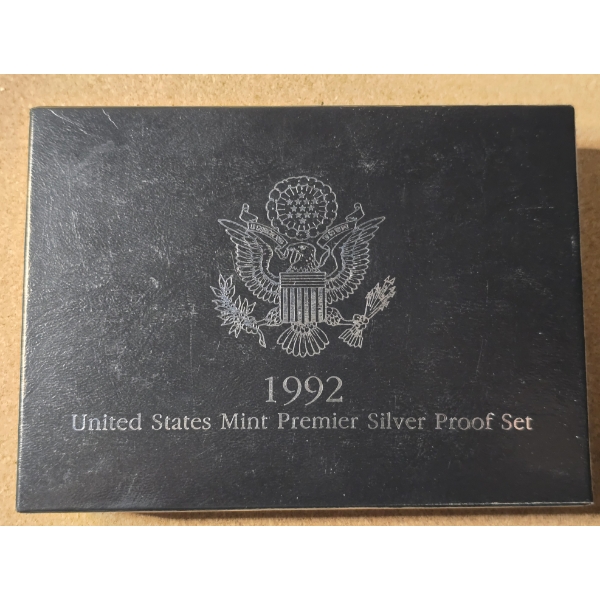 1992
United States Mint Premier Silver Proof Set